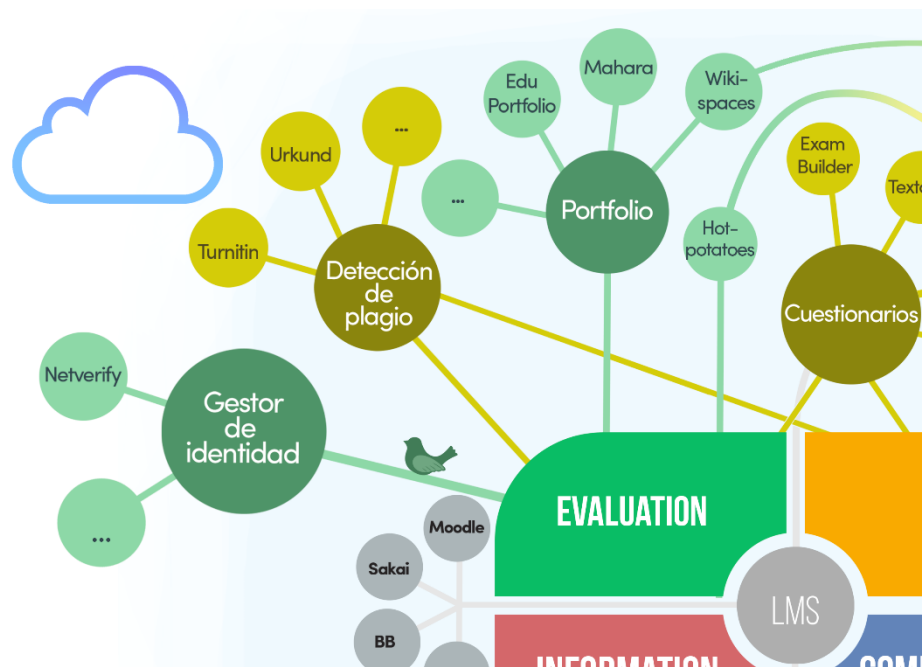 Edu
Portfolio
Mahara
Wiki-
spaces
...
Urkund
Exam
Builder
...
Portfolio
Turnitin
Hot-
potatoes
Detección
de
plagio
Cuestionarios
Netverify
Gestor
de
identidad
...
EVALUATION
Moodle
Sakai
BB
LMS
INFORMATION